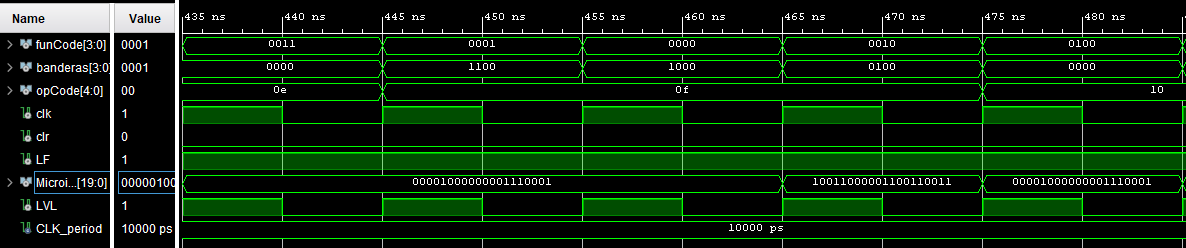 Name Value 435 ns 440 ns 445 ns 450 ns 455 ns 460 ns 465 ns 470 ns 475 ns 480 ns
funCode[3:0] 0001 0011 0001 0000 0010 0100
banderas[3:0] 0001 0000 1100 1000 0100 0000
opCode[4:0] 00 0e 0f 10
clk 1
clr 0
LF 1
Microi...[19:0] 00000100 00001000000001110001 10011000001100110011 00001000000001110001
LVL 1
CLK_period 10000 ps 10000 ps